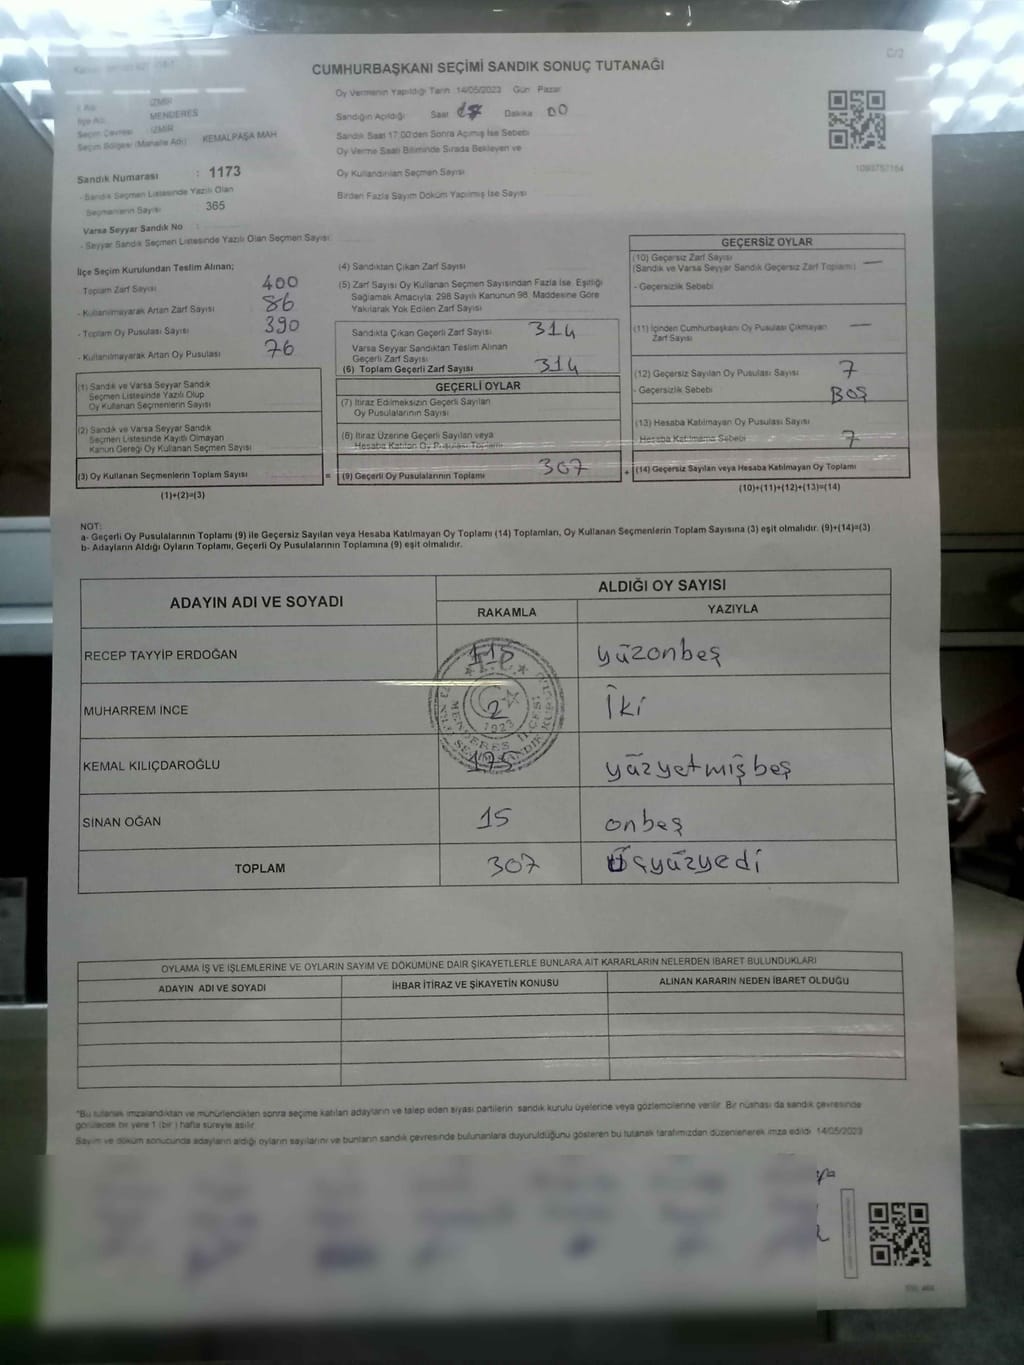 C/2
CUMHURBAŞKANI SEÇİMİ SANDIK SONUÇ TUTANAĞI
Oy Vermenin Yapıldığı Tarih 14/05/2023 Gün Pazar
Sandığın Açıldığı Saat 17 Dakika 00
Sandık Saat 17:00'den Sonra Açılmış İse Sebebi
Oy Verme Saati Bitiminde Sırada Bekleyen ve
Oy Kullandırılan Seçmen Sayısı
Birden Fazla Sayım Döküm Yapılmış İse Sayısı
1099757164
İl Adı : İZMİR
İlçe Adı : MENDERES
Seçim Çevresi : İZMİR
Seçim Bölgesi (Mahalle Adı) : KEMALPAŞA MAH
Sandık Numarası : 1173
- Sandık Seçmen Listesinde Yazılı Olan
Seçmenlerin Sayısı : 365
Varsa Seyyar Sandık No :
- Seyyar Sandık Seçmen Listesinde Yazılı Olan Seçmen Sayısı
İlçe Seçim Kurulundan Teslim Alınan;
- Toplam Zarf Sayısı 400
- Kullanılmayarak Artan Zarf Sayısı 86
- Toplam Oy Pusulası Sayısı 390
- Kullanılmayarak Artan Oy Pusulası 76
(1) Sandık ve Varsa Seyyar Sandık
Seçmen Listesinde Yazılı Olup
Oy Kullanan Seçmenlerin Sayısı
(2) Sandık ve Varsa Seyyar Sandık
Seçmen Listesinde Kayıtlı Olmayan
Kanun Gereği Oy Kullanan Seçmen Sayısı
(3) Oy Kullanan Seçmenlerin Toplam Sayısı
(1)+(2)=(3)
(4) Sandıktan Çıkan Zarf Sayısı
(5) Zarf Sayısı Oy Kullanan Seçmen Sayısından Fazla İse, Eşitliği
Sağlamak Amacıyla; 298 Sayılı Kanunun 98. Maddesine Göre
Yakılarak Yok Edilen Zarf Sayısı
Sandıkta Çıkan Geçerli Zarf Sayısı 314
Varsa Seyyar Sandıktan Teslim Alınan
Geçerli Zarf Sayısı
(6) Toplam Geçerli Zarf Sayısı 314
GEÇERLİ OYLAR
(7) İtiraz Edilmeksizin Geçerli Sayılan
Oy Pusulalarının Sayısı
(8) İtiraz Üzerine Geçerli Sayılan veya
Hesaba Katılan Oy Pusulası Toplamı
= (9) Geçerli Oy Pusulalarının Toplamı 307
GEÇERSİZ OYLAR
(10) Geçersiz Zarf Sayısı
(Sandık ve Varsa Seyyar Sandık Geçersiz Zarf Toplamı) —
- Geçersizlik Sebebi
(11) İçinden Cumhurbaşkanı Oy Pusulası Çıkmayan —
Zarf Sayısı
(12) Geçersiz Sayılan Oy Pusulası Sayısı 7
- Geçersizlik Sebebi BOŞ
(13) Hesaba Katılmayan Oy Pusulası Sayısı
Hesaba Katılmama Sebebi 7
+ (14) Geçersiz Sayılan veya Hesaba Katılmayan Oy Toplamı
(10)+(11)+(12)+(13)=(14)
NOT:
a- Geçerli Oy Pusulalarının Toplamı (9) ile Geçersiz Sayılan veya Hesaba Katılmayan Oy Toplamı (14) Toplamları, Oy Kullanan Seçmenlerin Toplam Sayısına (3) eşit olmalıdır. (9)+(14)=(3)
b- Adayların Aldığı Oyların Toplamı, Geçerli Oy Pusulalarının Toplamına (9) eşit olmalıdır.
ADAYIN ADI VE SOYADI ALDIĞI OY SAYISI
RAKAMLA YAZIYLA
RECEP TAYYİP ERDOĞAN 115 yüzonbeş
MUHARREM İNCE 2 İki
KEMAL KILIÇDAROĞLU 175 yüzyetmişbeş
SİNAN OĞAN 15 onbeş
TOPLAM 307 Üçyüzyedi
T.C.
1923
MENDERES İLÇESİ
OYLAMA İŞ VE İŞLEMLERİNE VE OYLARIN SAYIM VE DÖKÜMÜNE DAİR ŞİKAYETLERLE BUNLARA AİT KARARLARIN NELERDEN İBARET BULUNDUKLARI
ADAYIN ADI VE SOYADI İHBAR İTİRAZ VE ŞİKAYETİN KONUSU ALINAN KARARIN NEDEN İBARET OLDUĞU
"Bu tutanak imzalandıktan ve mühürlendikten sonra seçime katılan adayların ve talep eden siyasi partilerin sandık kurulu üyelerine veya gözlemcilerine verilir. Bir nüshası da sandık çevresinde
görülecek bir yere 1 (bir) hafta süreyle asılır.
Sayım ve döküm sonucunda adayların aldığı oyların sayılarını ve bunların sandık çevresinde bulunanlara duyurulduğunu gösteren bu tutanak tarafımızdan düzenlenerek imza edildi. 14/05/2023